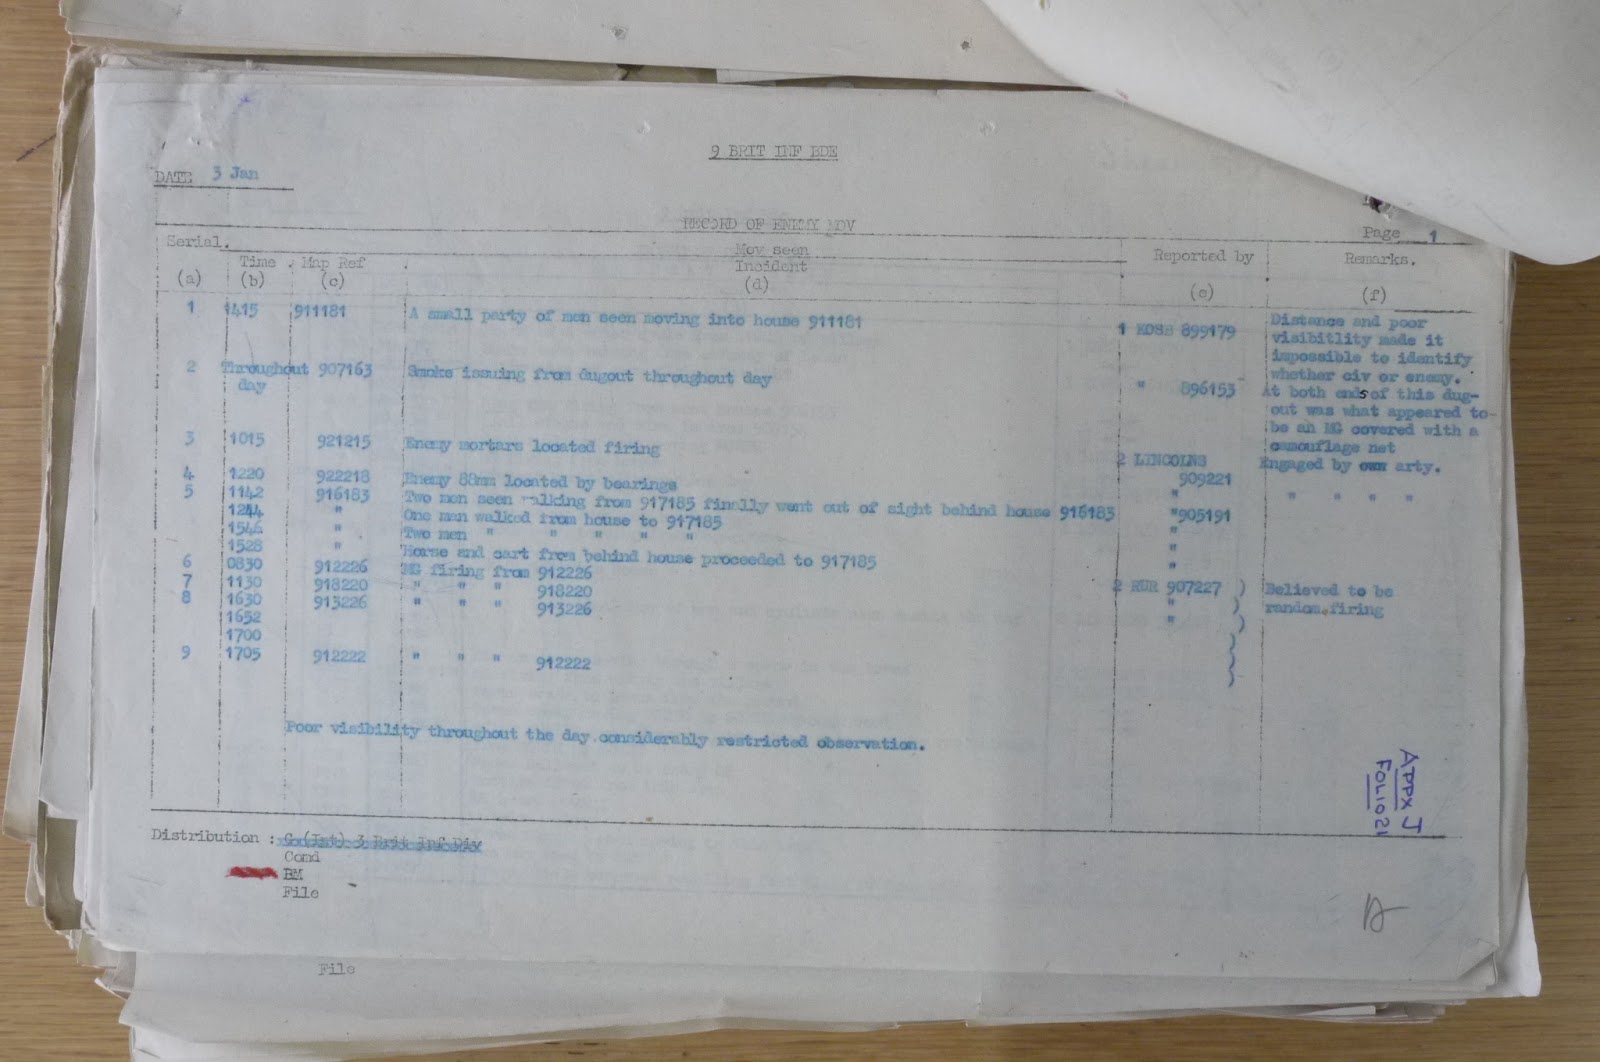 9 BRIT INF BDE
DATE 3 Jan
RECORD OF ENEMY MOV
Page 1
Serial. Mov seen Reported by Remarks.
Time Map Ref Incident
(a) (b) (c) (d) (e) (f)
1 1415 911181 A small party of men seen moving into house 911181 1 KOSB 899179 Distance and poor
visibitlity made it
impossible to identify
whether civ or enemy.
2 Throughout 907163 Smoke issuing from dugout throughout day " 896153 At both ends of this dug-
day out was what appeared to
be an MG covered with a
camouflage net
3 1015 921215 Enemy mortars located firing 2 LINCOLNS Engaged by own arty.
4 1220 922218 Enemy 88mm located by bearings 909221 " " " "
5 1142 916183 Two men seen walking from 917185 finally went out of sight behind house 916183 "
1244 " One man walked from house to 917185 "905191
1546 " Two men " " " " " "
1528 " Horse and cart from behind house proceeded to 917185 "
6 0830 912226 MG firing from 912226 "
7 1130 918220 " " " 918220 2 RUR 907227 ) Believed to be
8 1630 913226 " " " 913226 " ) random.firing
1652 " )
1700
9 1705 912222 " " " 912222
Poor visibility throughout the day.considerably restricted observation.
APPX J
FOLIO 21
Distribution : G (Int) 3 Brit Inf Div
Comd
BM
File
File